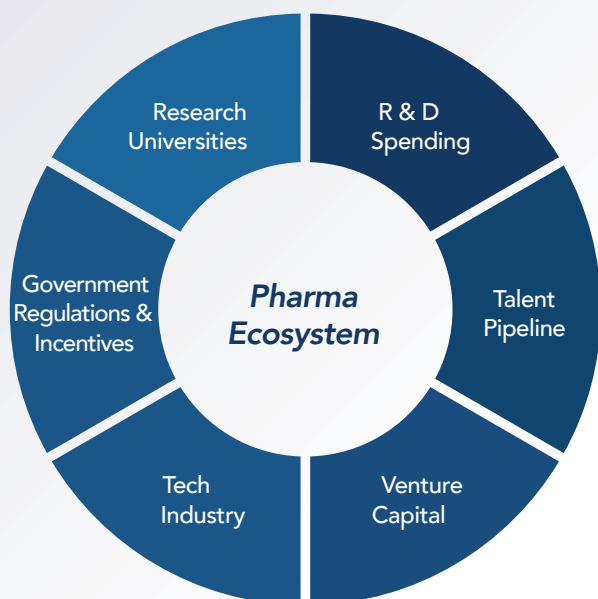 Research
Universities
R & D
Spending
Government
Regulations &
Incentives
Pharma
Ecosystem
Talent
Pipeline
Tech
Industry
Venture
Capital